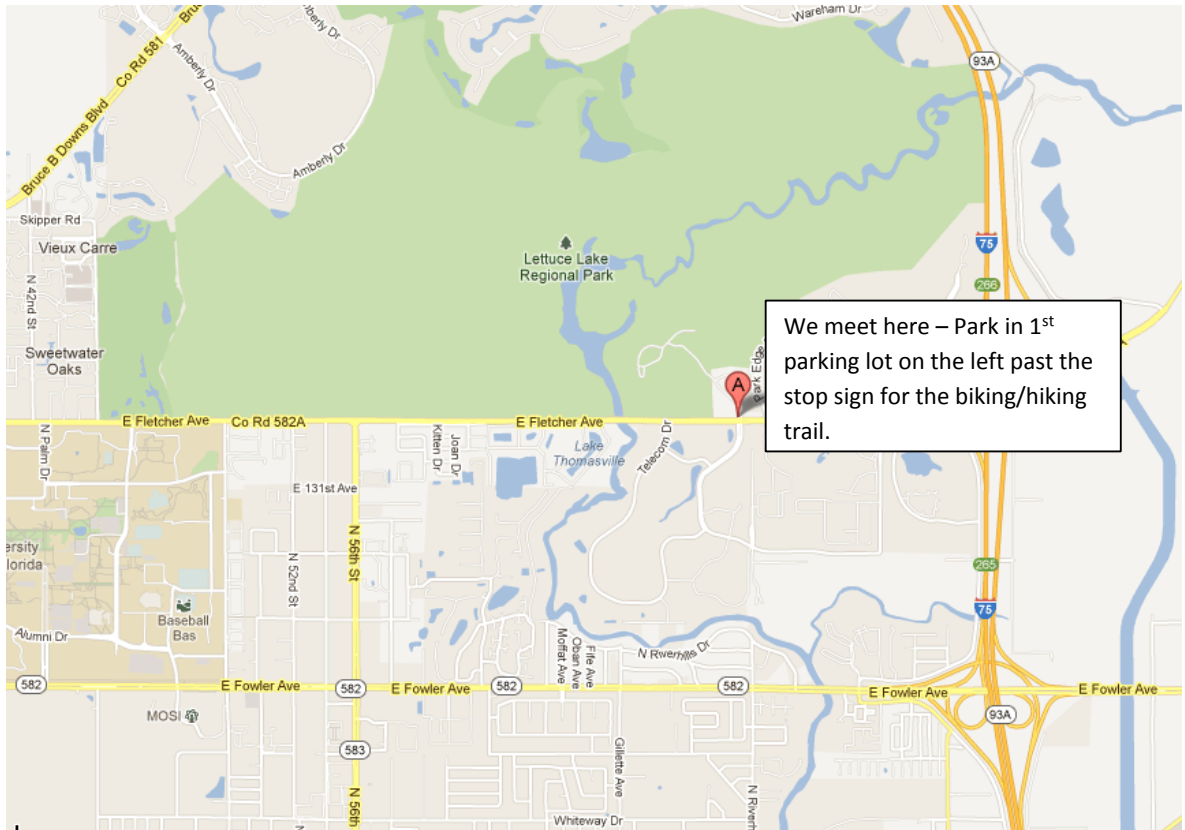 Wareham Dr
Bruce B Downs Blvd
Co Rd 581
Amberly Dr
Amberly Dr
Amberly Dr
93A
Skipper Rd
Vieux Carre
N 42nd St
Lettuce Lake
Regional Park
75
266
Sweetwater
Oaks
We meet here – Park in 1st
parking lot on the left past the
stop sign for the biking/hiking
trail.
Park Edge
A
E Fletcher Ave
Co Rd 582A
E Fletcher Ave
N Palm Dr
Kitten Dr
Joan Dr
Lake
Thomasville
Telecom Dr
E 131st Ave
N 56th St
N 52nd St
ersity
lorida
265
75
Baseball
Bas
Alumni Dr
Moffat Ave
Oban Ave
Fife Ave
N Riverhills Dr
582
E Fowler Ave
582
E Fowler Ave
582
582
E Fowler Ave
E Fowler Ave
MOSI
93A
583
Gillette Ave
N 56th
N Riverh
Whiteway Dr